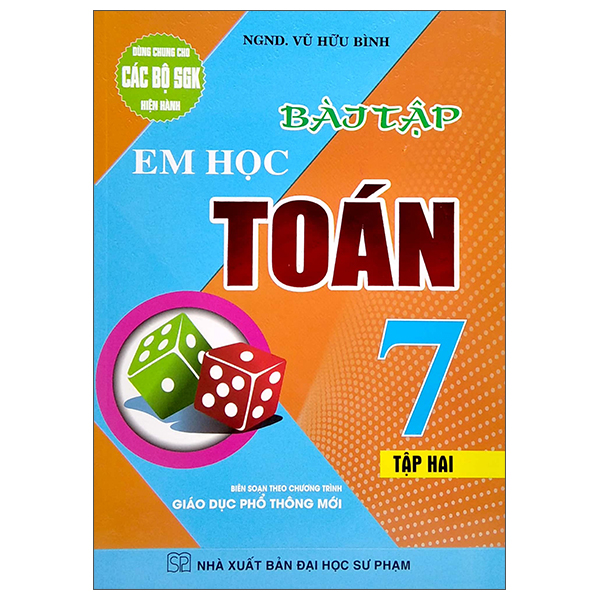 NGND. VŨ HỮU BÌNH
DÙNG CHUNG CHO
CÁC BỘ SGK
HIỆN HÀNH
BÀI TẬP
EM HỌC
TOÁN
7
TẬP HAI
BIÊN SOẠN THEO CHƯƠNG TRÌNH
GIÁO DỤC PHỔ THÔNG MỚI
SP
NHÀ XUẤT BẢN ĐẠI HỌC SƯ PHẠM